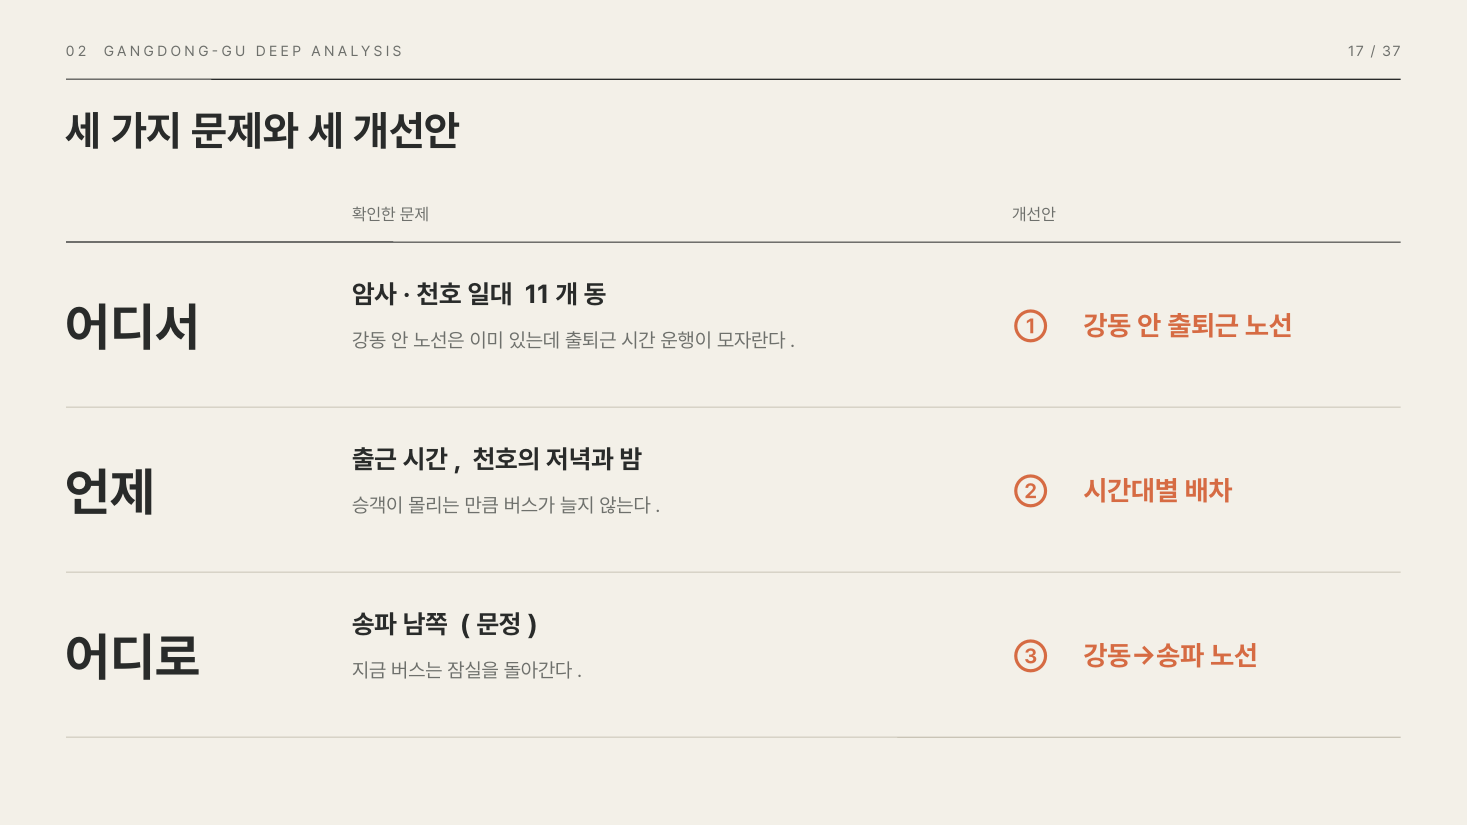 02 GANGDONG-GU DEEP ANALYSIS
17 / 37
세 가지 문제와 세 개선안
확인한 문제
개선안
어디서
암사 · 천호 일대 11 개 동
강동 안 노선은 이미 있는데 출퇴근 시간 운행이 모자란다 .
① 강동 안 출퇴근 노선
언제
출근 시간 , 천호의 저녁과 밤
승객이 몰리는 만큼 버스가 늘지 않는다 .
② 시간대별 배차
어디로
송파 남쪽 ( 문정 )
지금 버스는 잠실을 돌아간다 .
③ 강동→송파 노선